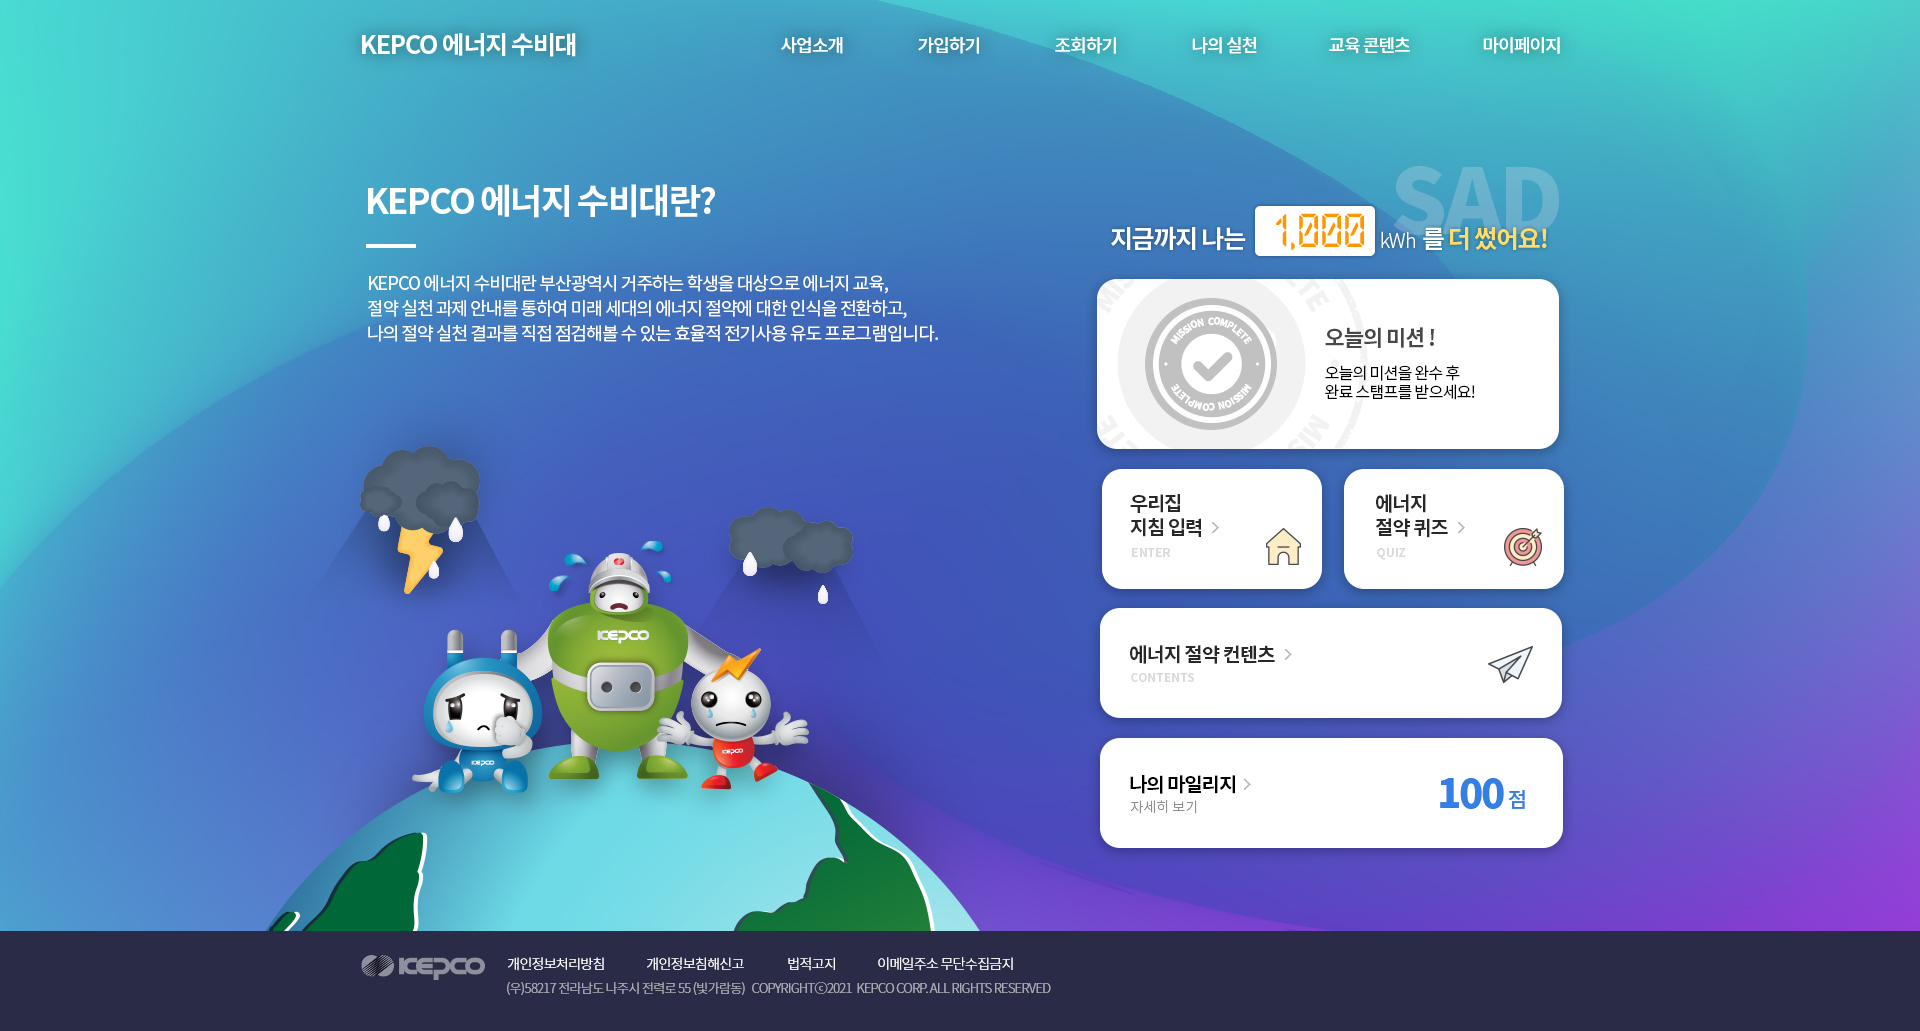 KEPCO 에너지 수비대
사업소개
가입하기
조회하기
나의 실천
교육 콘텐츠
마이페이지
KEPCO 에너지 수비대란?
KEPCO 에너지 수비대란 부산광역시 거주하는 학생을 대상으로 에너지 교육,
절약 실천 과제 안내를 통하여 미래 세대의 에너지 절약에 대한 인식을 전환하고,
나의 절약 실천 결과를 직접 점검해볼 수 있는 효율적 전기사용 유도 프로그램입니다.
SAD
지금까지 나는 1,000 kWh 를 더 썼어요!
MISSION COMPLETE
MISSION COMPLETE
오늘의 미션 !
오늘의 미션을 완수 후
완료 스탬프를 받으세요!
우리집
지침 입력
ENTER
에너지
절약 퀴즈
QUIZ
에너지 절약 컨텐츠
CONTENTS
나의 마일리지
자세히 보기
100 점
KEPCO
KEPCO
KEPCO
KEPCO
개인정보처리방침
개인정보침해신고
법적고지
이메일주소 무단수집금지
(우)58217 전라남도 나주시 전력로 55 (빛가람동) COPYRIGHTⓒ2021 KEPCO CORP. ALL RIGHTS RESERVED